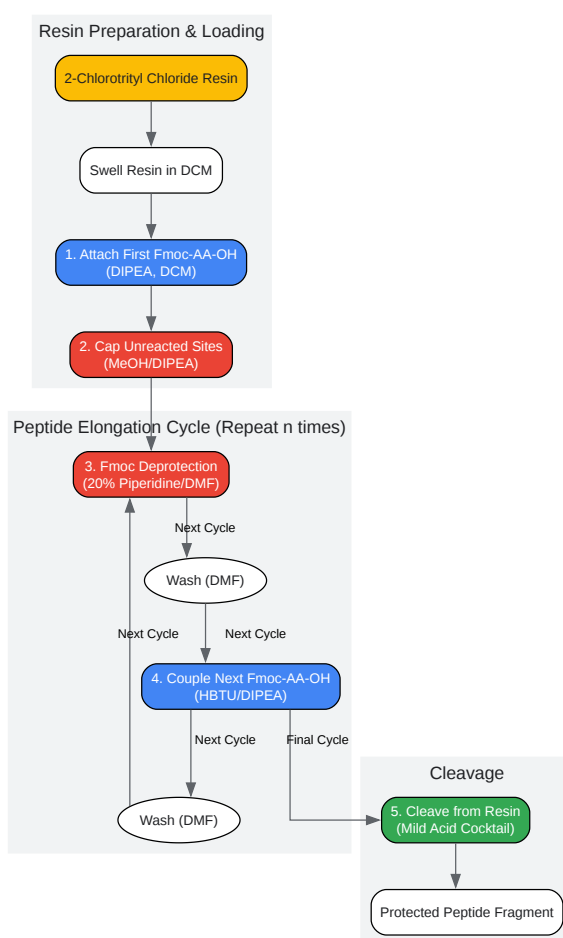 Resin Preparation & Loading
2-Chlorotrityl Chloride Resin
Swell Resin in DCM
1. Attach First Fmoc-AA-OH
(DIPEA, DCM)
2. Cap Unreacted Sites
(MeOH/DIPEA)
Peptide Elongation Cycle (Repeat n times)
3. Fmoc Deprotection
(20% Piperidine/DMF)
Next Cycle
Wash (DMF)
Next Cycle
Next Cycle
4. Couple Next Fmoc-AA-OH
(HBTU/DIPEA)
Next Cycle
Final Cycle
Wash (DMF)
Cleavage
5. Cleave from Resin
(Mild Acid Cocktail)
Protected Peptide Fragment